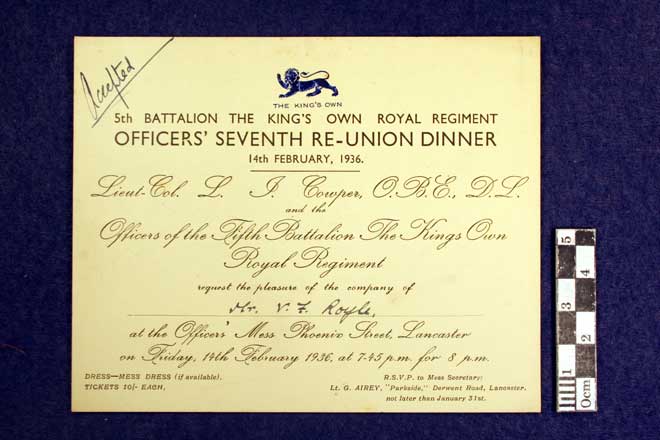 Accepted
THE KING'S OWN
5th BATTALION THE KING'S OWN ROYAL REGIMENT
OFFICERS' SEVENTH RE-UNION DINNER
14th FEBRUARY, 1936.
Lieut-Col. L. I. Cowper, O.B.E., D.L.
and the
Officers of the Fifth Battalion The Kings Own
Royal Regiment
request the pleasure of the company of
Mr. V. F. Royle,
at the Officers' Mess Phoenix Street, Lancaster
on Friday, 14th February 1936, at 7-45 p.m. for 8 p.m.
DRESS—MESS DRESS (if available).
TICKETS 10/- EACH,
R.S.V.P. to Mess Secretary:
Lt. G. AIREY, "Parkside," Derwent Road, Lancaster.
not later than January 31st.
5
4
3
2
1
0cm